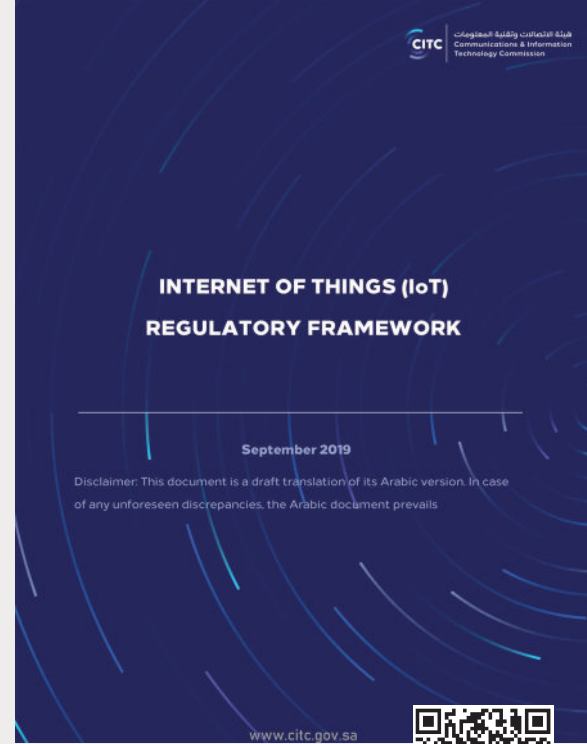 هيئة الاتصالات وتقنية المعلومات
CITC
Communications & Information
Technology Commission
INTERNET OF THINGS (IoT)
REGULATORY FRAMEWORK
September 2019
Disclaimer: This document is a draft translation of its Arabic version. In case
of any unforeseen discrepancies, the Arabic document prevails
www.citc.gov.sa